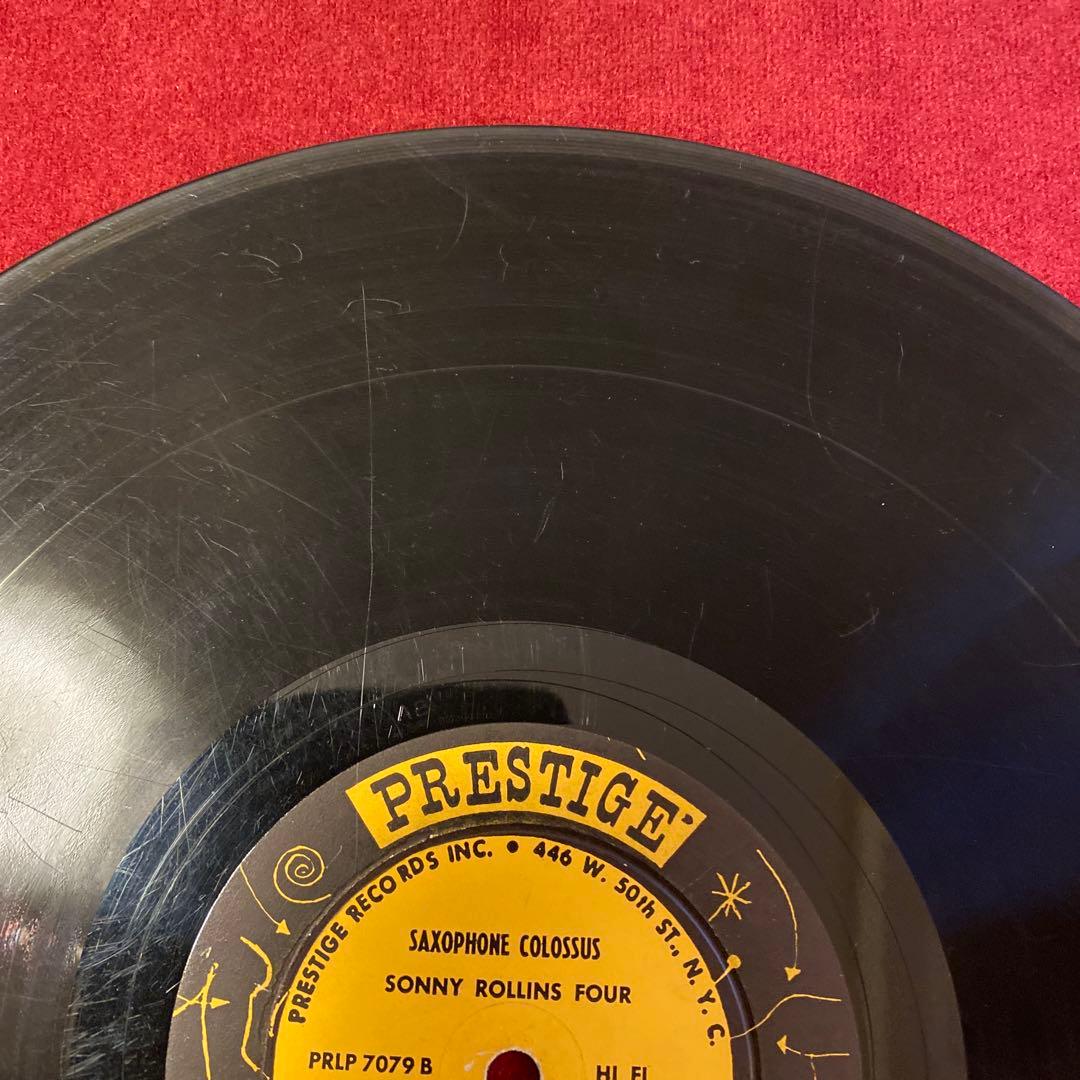 PRESTIGE
PRESTIGE RECORDS INC. • 446 W. 50th ST., N. Y. C.
SAXOPHONE COLOSSUS
SONNY ROLLINS FOUR
PRLP 7079 B
HI FI